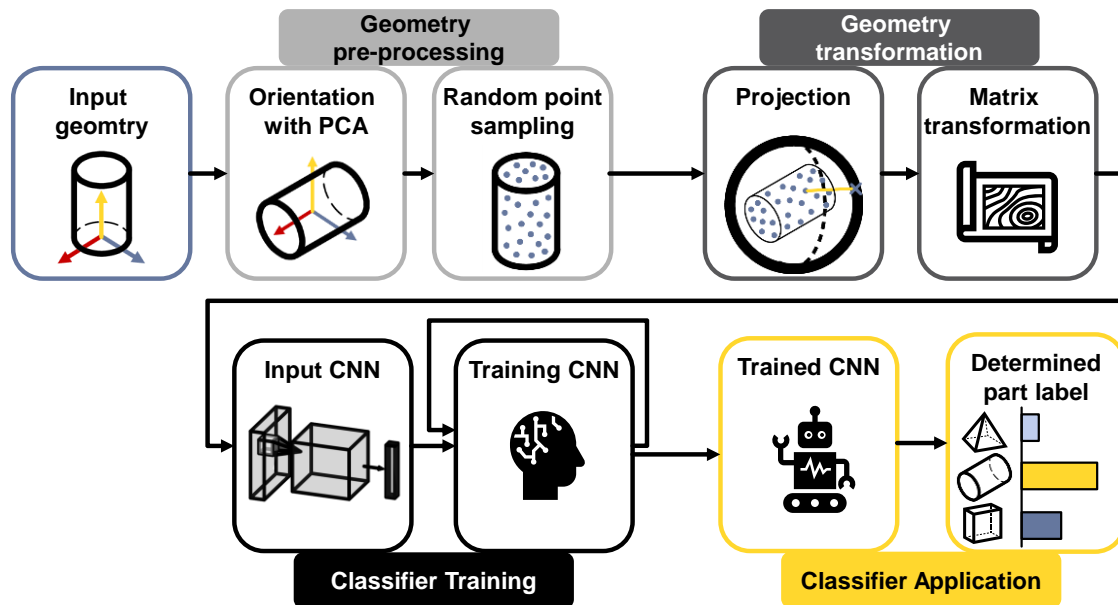 Geometry
pre-processing
Geometry
transformation
Input
geomtry
Orientation
with PCA
Random point
sampling
Projection
Matrix
transformation
Input CNN
Training CNN
Trained CNN
Determined
part label
Classifier Training
Classifier Application